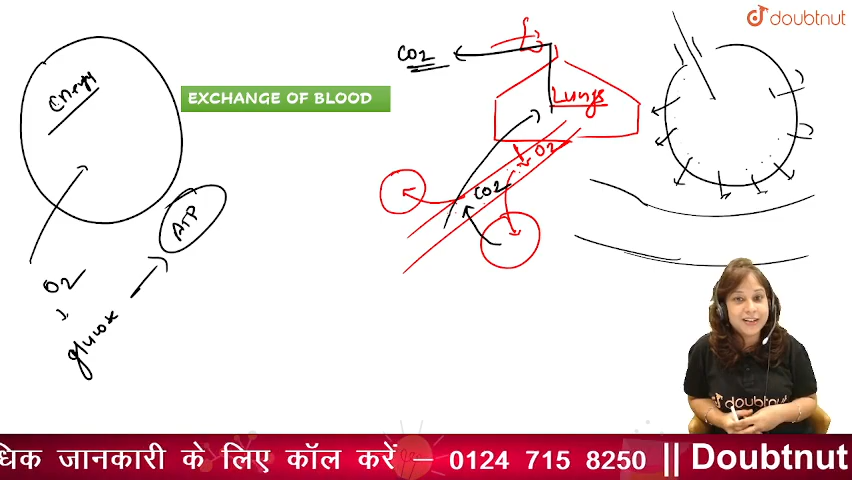 doubtnut
Energy
EXCHANGE OF BLOOD
CO2
Lungs
O2
CO2
ATP
O2
glucose
doubtnut
धिक जानकारी के लिए कॉल करें – 0124 715 8250 || Doubtnut